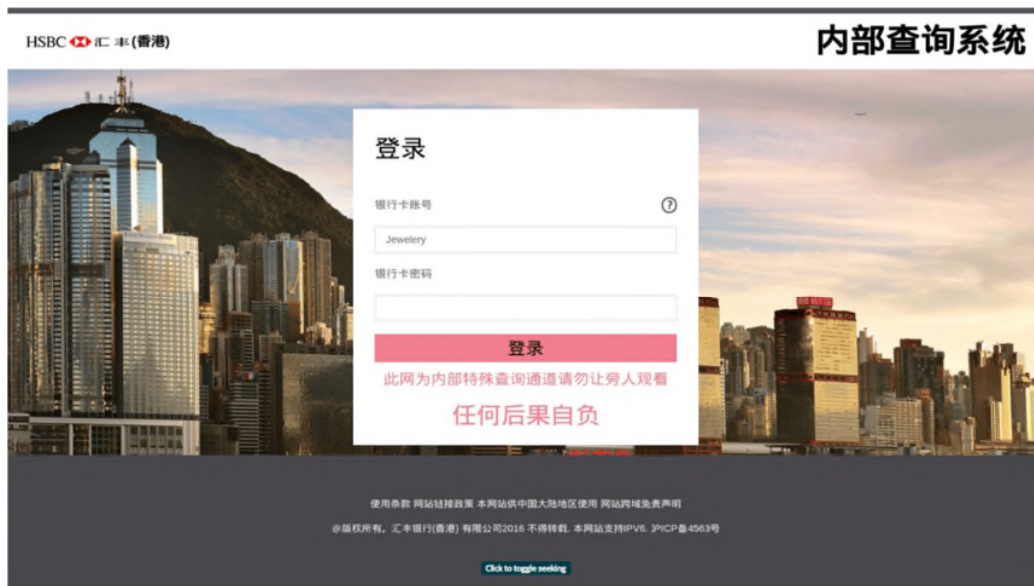 HSBC 汇丰(香港)
内部查询系统
登录
银行卡账号
?
Jewelery
银行卡密码
登录
此网为内部特殊查询通道请勿让旁人观看
任何后果自负
使用条款 网站链接政策 本网站供中国大陆地区使用 网站跨域免责声明
@版权所有。汇丰银行(香港) 有限公司2016 不得转载. 本网站支持IPV6. 沪ICP备4563号
Click to toggle seeking